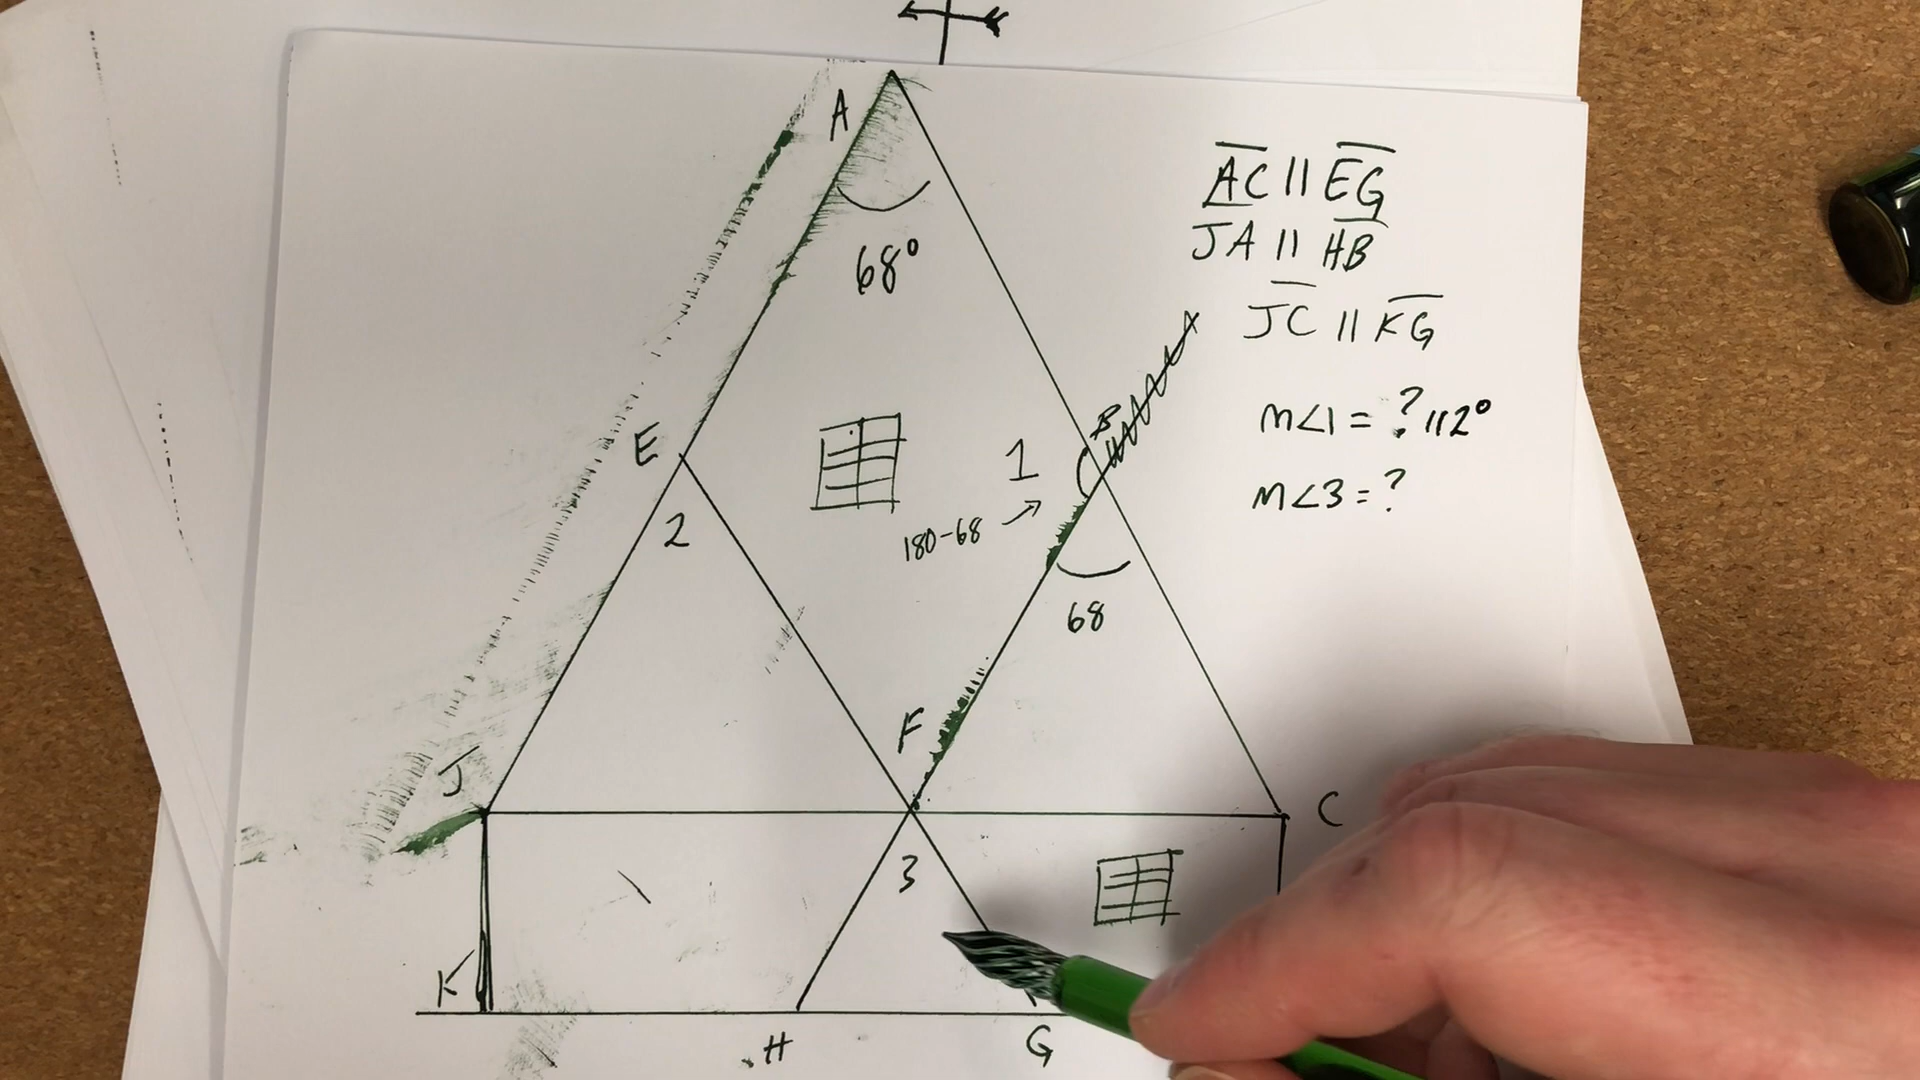 A
68°
AC || EG
JA || HB
JC || KG
m∠1 = ? 112°
m∠3 = ?
B
E
1
2
180-68
68
F
J
C
3
K
H
G